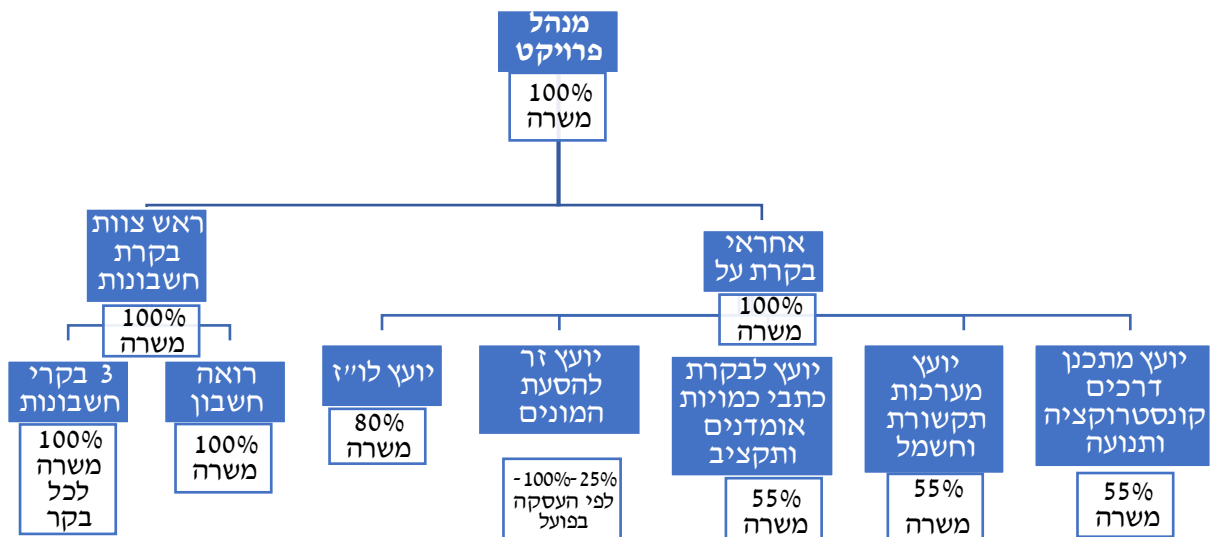 מנהל
פרויקט
100%
משרה
ראש צוות
בקרת
חשבונות
100%
משרה
אחראי
בקרת על
100%
משרה
3 בקרי
חשבונות
100%
משרה
לכל
בקר
רואה
חשבון
100%
משרה
יועץ לו״ז
80%
משרה
יועץ זר
להסעת
המונים
25%-100%-
לפי העסקה
בפועל
יועץ לבקרת
כתבי כמויות
אומדנים
ותקציב
55%
משרה
יועץ
מערכות
תקשורת
וחשמל
55%
משרה
יועץ מתכנן
דרכים
קונסטרוקציה
ותנועה
55%
משרה